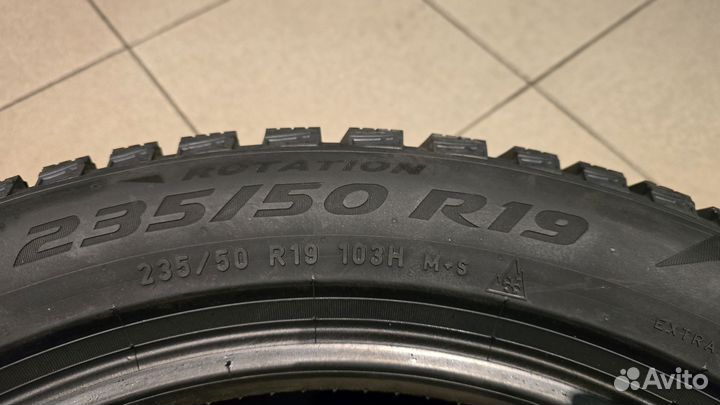 ROTATION
235/50 R19
235/50 R19 103H M+S
EXTRA
Avito